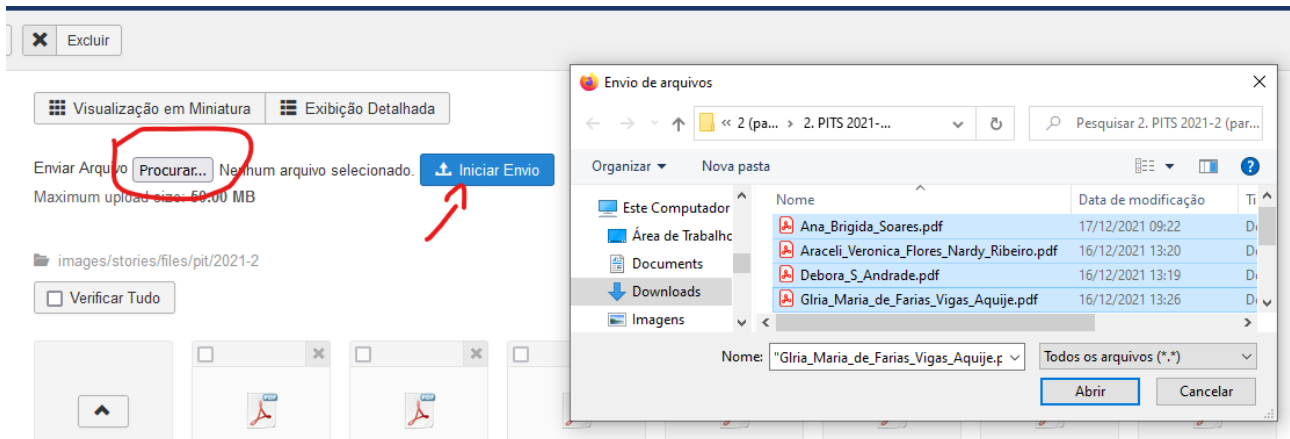 Excluir
Visualização em Miniatura
Exibição Detalhada
Enviar Arquivo Procurar... Nenhum arquivo selecionado. Iniciar Envio
Maximum upload size: 50.00 MB
images/stories/files/pit/2021-2
Verificar Tudo
Envio de arquivos
« 2 (pa... › 2. PITS 2021-...
Pesquisar 2. PITS 2021-2 (par...
Organizar
Nova pasta
Este Computador
Área de Trabalho
Documents
Downloads
Imagens
Nome Data de modificação Ti
Ana_Brigida_Soares.pdf 17/12/2021 09:22 D
Araceli_Veronica_Flores_Nardy_Ribeiro.pdf 16/12/2021 13:20 D
Debora_S_Andrade.pdf 16/12/2021 13:19 D
Glria_Maria_de_Farias_Vigas_Aquije.pdf 16/12/2021 13:26 D
Nome: "Glria_Maria_de_Farias_Vigas_Aquije.p
Todos os arquivos (*.*)
Abrir
Cancelar